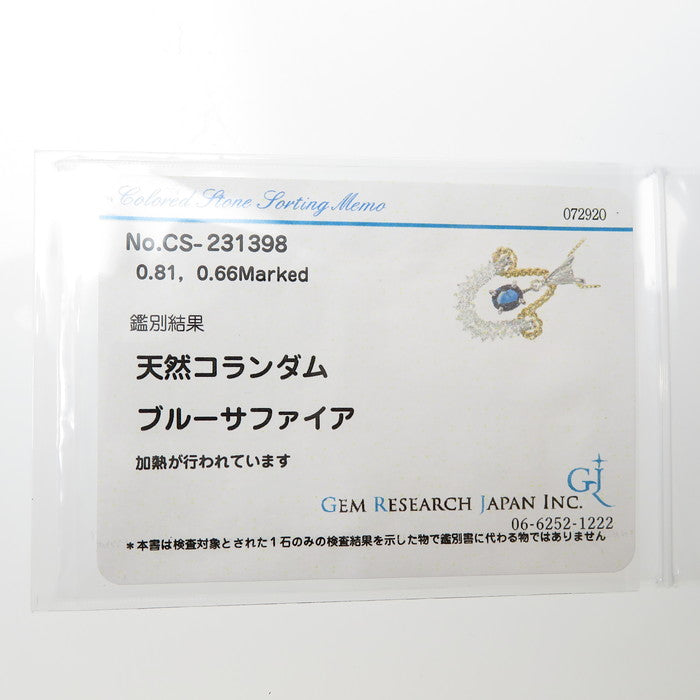 Colored Stone Sorting Memo
072920
No.CS-231398
0.81, 0.66Marked
鑑別結果
天然コランダム
ブルーサファイア
加熱が行われています
GJ
GEM RESEARCH JAPAN INC.
06-6252-1222
*本書は検査対象とされた1石のみの検査結果を示した物で鑑別書に代わる物ではありません